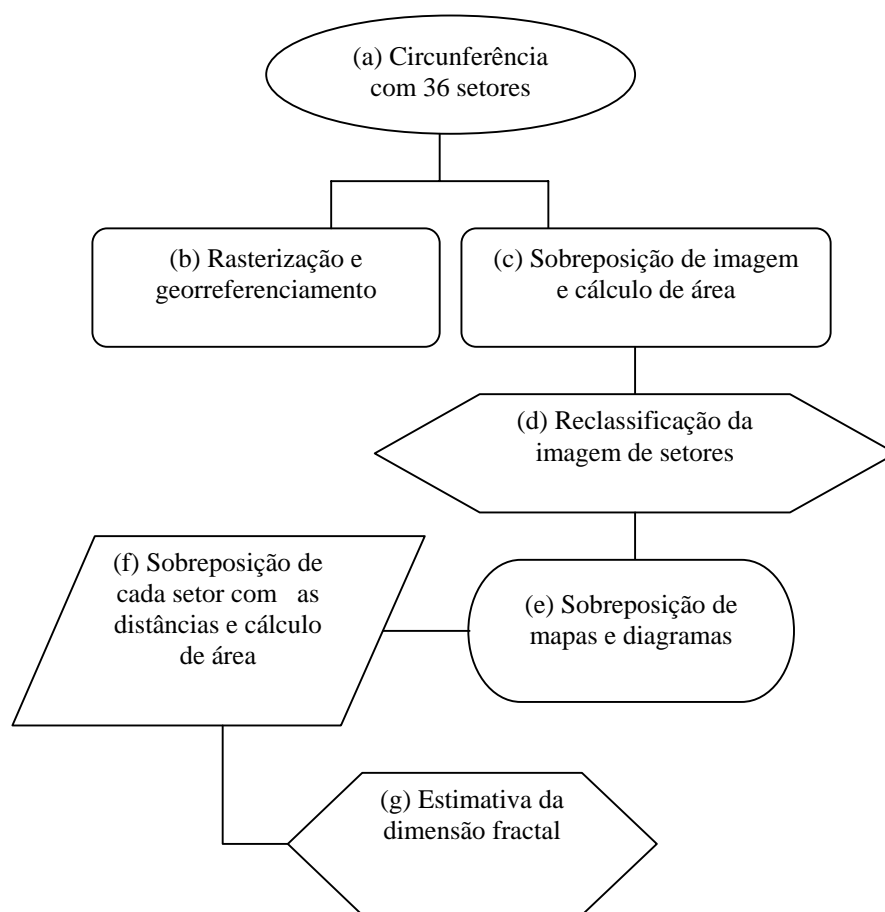 (a) Circunferência
com 36 setores
(b) Rasterização e
georreferenciamento
(c) Sobreposição de imagem
e cálculo de área
(d) Reclassificação da
imagem de setores
(e) Sobreposição de
mapas e diagramas
(f) Sobreposição de
cada setor com as
distâncias e cálculo
de área
(g) Estimativa da
dimensão fractal